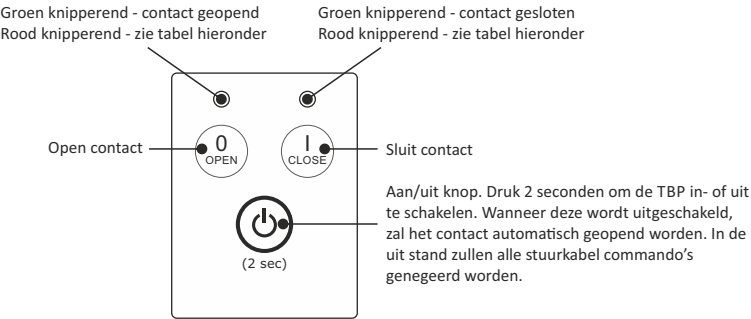 Groen knipperend - contact geopend
Rood knipperend - zie tabel hieronder
Groen knipperend - contact gesloten
Rood knipperend - zie tabel hieronder
Open contact
0
OPEN
I
CLOSE
Sluit contact
(2 sec)
Aan/uit knop. Druk 2 seconden om de TBP in- of uit
te schakelen. Wanneer deze wordt uitgeschakeld,
zal het contact automatisch geopend worden. In de
uit stand zullen alle stuurkabel commando’s
genegeerd worden.